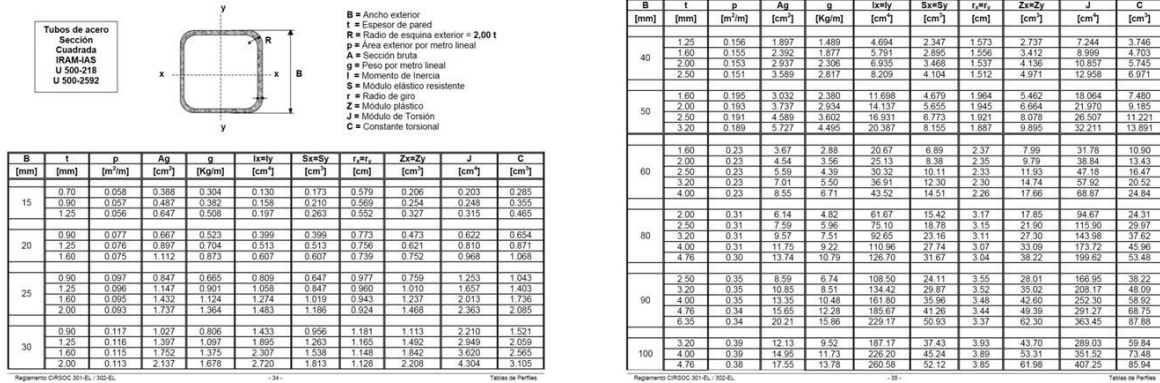 Tubos de acero
Sección
Cuadrada
IRAM-IAS
U 500-218
U 500-2592
y
R
x
x
B
y
B = Ancho exterior
t = Espesor de pared
R = Radio de esquina exterior = 2,00 t
p = Área exterior por metro lineal
A = Sección bruta
g = Peso por metro lineal
I = Momento de Inercia
S = Módulo elástico resistente
r = Radio de giro
Z = Módulo plástico
J = Módulo de Torsión
C = Constante torsional
B t p Ag g Ix=Iy Sx=Sy rx=ry Zx=Zy J C
[mm] [mm] [m²/m] [cm²] [Kg/m] [cm⁴] [cm³] [cm] [cm³] [cm⁴] [cm³]
15
0.70 0.058 0.388 0.304 0.130 0.173 0.579 0.206 0.203 0.285
0.90 0.057 0.487 0.382 0.158 0.210 0.569 0.254 0.248 0.355
1.25 0.056 0.647 0.508 0.197 0.263 0.552 0.327 0.315 0.465
20
0.90 0.077 0.667 0.523 0.399 0.399 0.773 0.473 0.622 0.654
1.25 0.076 0.897 0.704 0.513 0.513 0.756 0.621 0.810 0.871
1.60 0.075 1.112 0.873 0.607 0.607 0.739 0.752 0.968 1.068
25
0.90 0.097 0.847 0.665 0.809 0.647 0.977 0.759 1.253 1.043
1.25 0.096 1.147 0.901 1.058 0.847 0.960 1.010 1.657 1.403
1.60 0.095 1.432 1.124 1.274 1.019 0.943 1.237 2.013 1.736
2.00 0.093 1.737 1.364 1.483 1.186 0.924 1.468 2.363 2.085
30
0.90 0.117 1.027 0.806 1.433 0.956 1.181 1.113 2.210 1.521
1.25 0.116 1.397 1.097 1.895 1.263 1.165 1.492 2.949 2.059
1.60 0.115 1.752 1.375 2.307 1.538 1.148 1.842 3.620 2.565
2.00 0.113 2.137 1.678 2.720 1.813 1.128 2.208 4.304 3.105
Reglamento CIRSOC 301-EL / 302-EL - 34 - Tablas de Perfiles
B t p Ag g Ix=Iy Sx=Sy rx=ry Zx=Zy J C
[mm] [mm] [m²/m] [cm²] [Kg/m] [cm⁴] [cm³] [cm] [cm³] [cm⁴] [cm³]
40
1.25 0.156 1.897 1.489 4.694 2.347 1.573 2.737 7.244 3.746
1.60 0.155 2.392 1.877 5.791 2.895 1.556 3.412 8.999 4.703
2.00 0.153 2.937 2.306 6.935 3.468 1.537 4.136 10.857 5.745
2.50 0.151 3.589 2.817 8.209 4.104 1.512 4.971 12.958 6.971
50
1.60 0.195 3.032 2.380 11.698 4.679 1.964 5.462 18.064 7.480
2.00 0.193 3.737 2.934 14.137 5.655 1.945 6.664 21.970 9.185
2.50 0.191 4.589 3.602 16.931 6.773 1.921 8.078 26.507 11.221
3.20 0.189 5.727 4.495 20.387 8.155 1.887 9.895 32.211 13.891
60
1.60 0.23 3.67 2.88 20.67 6.89 2.37 7.99 31.78 10.90
2.00 0.23 4.54 3.56 25.13 8.38 2.35 9.79 38.84 13.43
2.50 0.23 5.59 4.39 30.32 10.11 2.33 11.93 47.18 16.47
3.20 0.23 7.01 5.50 36.91 12.30 2.30 14.74 57.92 20.52
4.00 0.23 8.55 6.71 43.52 14.51 2.26 17.66 68.87 24.84
80
2.00 0.31 6.14 4.82 61.67 15.42 3.17 17.85 94.67 24.31
2.50 0.31 7.59 5.96 75.10 18.78 3.15 21.90 115.90 29.97
3.20 0.31 9.57 7.51 92.65 23.16 3.11 27.30 143.98 37.62
4.00 0.31 11.75 9.22 110.96 27.74 3.07 33.09 173.72 45.96
4.76 0.30 13.74 10.79 126.70 31.67 3.04 38.22 199.62 53.48
90
2.50 0.35 8.59 6.74 108.50 24.11 3.55 28.01 166.95 38.22
3.20 0.35 10.85 8.51 134.42 29.87 3.52 35.02 208.17 48.09
4.00 0.35 13.35 10.48 161.80 35.96 3.48 42.60 252.30 58.92
4.76 0.34 15.65 12.28 185.67 41.26 3.44 49.39 291.27 68.75
6.35 0.34 20.21 15.86 229.17 50.93 3.37 62.30 363.45 87.88
100
3.20 0.39 12.13 9.52 187.17 37.43 3.93 43.70 289.03 59.84
4.00 0.39 14.95 11.73 226.20 45.24 3.89 53.31 351.52 73.48
4.76 0.38 17.55 13.78 260.58 52.12 3.85 61.98 407.25 85.94
Reglamento CIRSOC 301-EL / 302-EL - 35 - Tablas de Perfiles